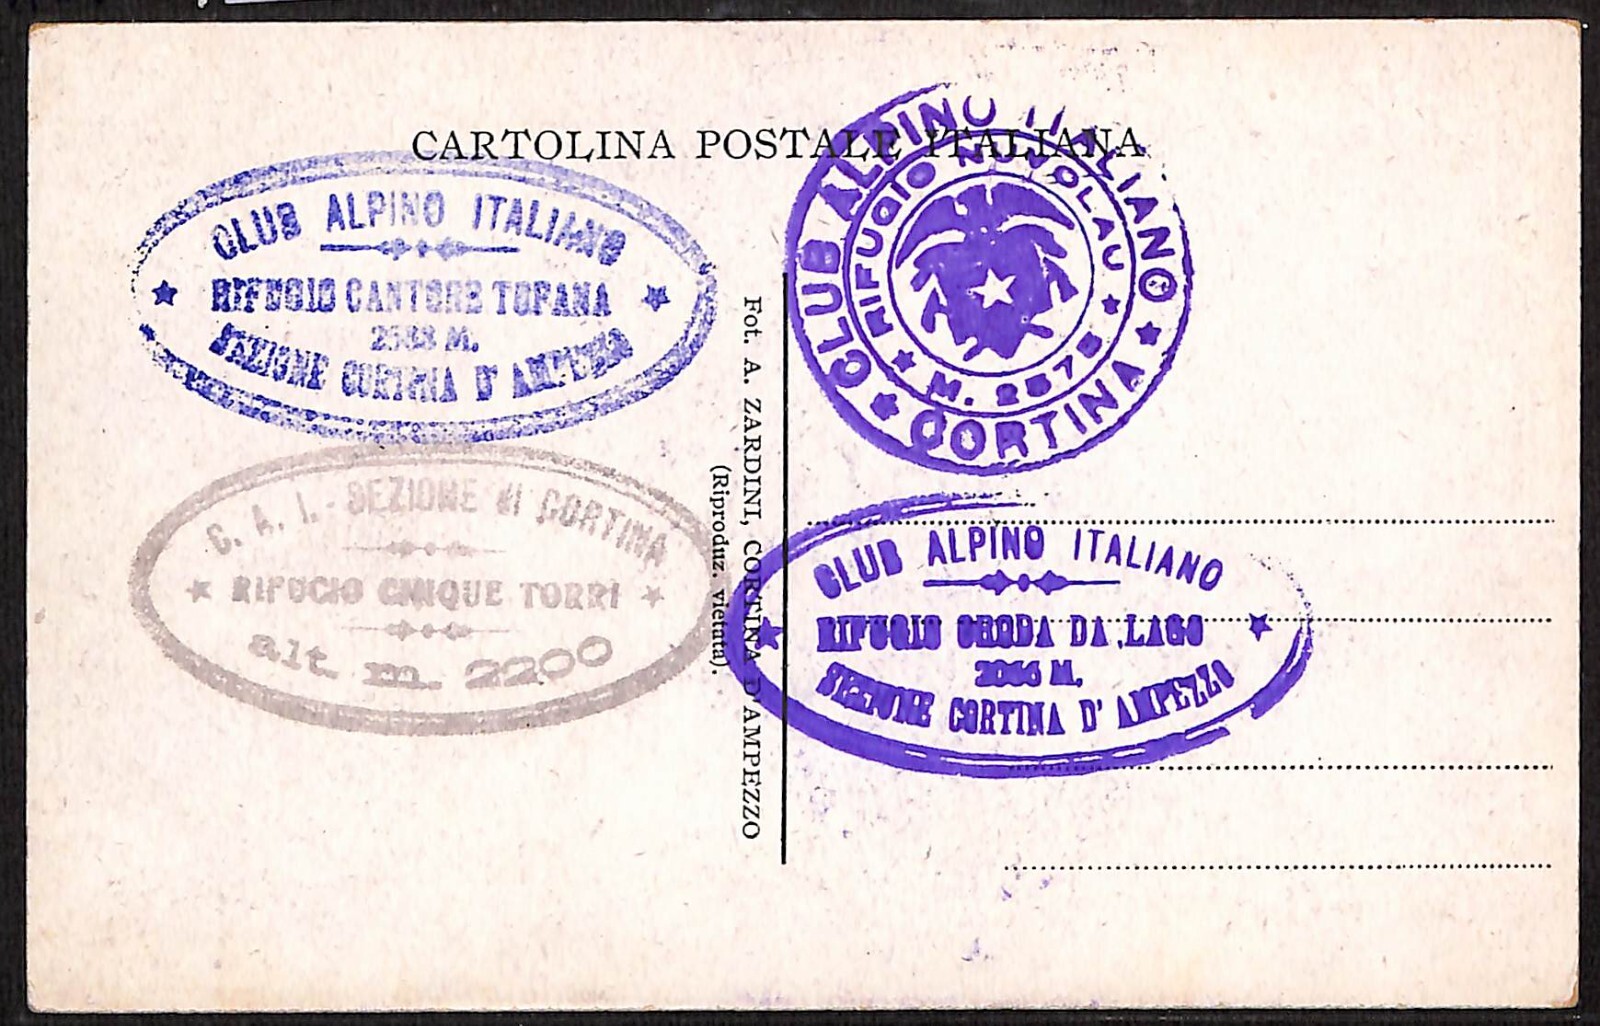 CARTOLINA POSTALE ITALIANA
CLUB ALPINO ITALIANO
RIFUGIO CANTORE TOFANA
M.
SEZIONE CORTINA D' AMPEZZO
C. A. I. - SEZIONE di CORTINA
RIFUGIO CINQUE TORRI
alt m. 2200
Fot. A. ZARDINI, CORTINA D'AMPEZZO
(Riproduz. vietata).
CLUB ALPINO ITALIANO
CORTINA
RIFUGIO NUVOLAU
M. 2575
CLUB ALPINO ITALIANO
RIFUGIO CRODA DA LAGO
M.
SEZIONE CORTINA D' AMPEZZO